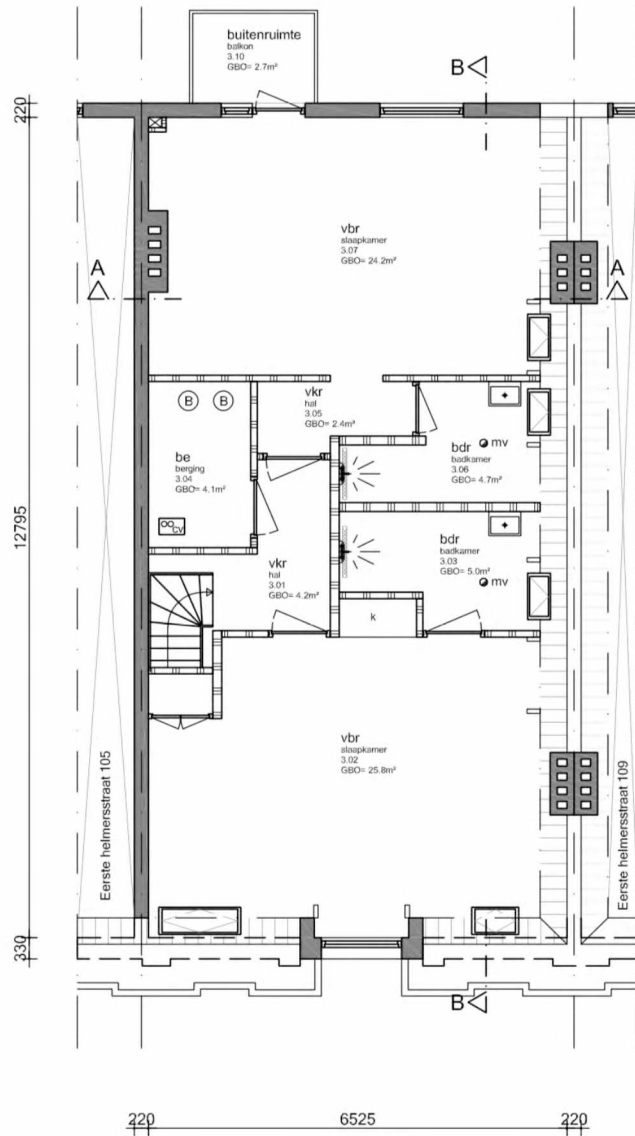 buitenruimte
balkon
3.10
GBO= 2.7m²
B
220
vbr
slaapkamer
3.07
GBO= 24.2m²
A
A
B
B
vkr
hal
3.05
GBO= 2.4m²
be
berging
3.04
GBO= 4.1m²
bdr
badkamer
3.06
GBO= 4.7m²
mv
CV
12795
bdr
badkamer
3.03
GBO= 5.0m²
mv
vkr
hal
3.01
GBO= 4.2m²
k
vbr
slaapkamer
3.02
GBO= 25.8m²
Eerste helmersstraat 105
Eerste helmersstraat 109
330
B
220
6525
220